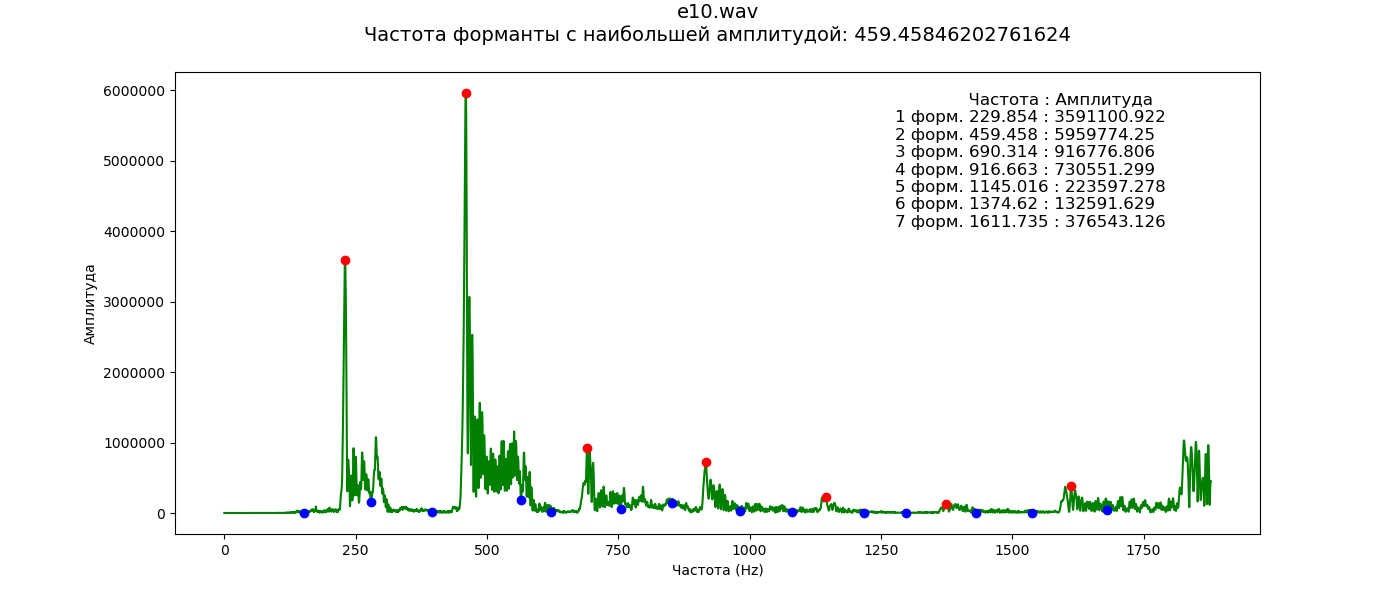 e10.wav
Частота форманты с наибольшей амплитудой: 459.45846202761624
Частота : Амплитуда
1 форм. 229.854 : 3591100.922
2 форм. 459.458 : 5959774.25
3 форм. 690.314 : 916776.806
4 форм. 916.663 : 730551.299
5 форм. 1145.016 : 223597.278
6 форм. 1374.62 : 132591.629
7 форм. 1611.735 : 376543.126
Амплитуда
6000000
5000000
4000000
3000000
2000000
1000000
0
0 250 500 750 1000 1250 1500 1750
Частота (Hz)